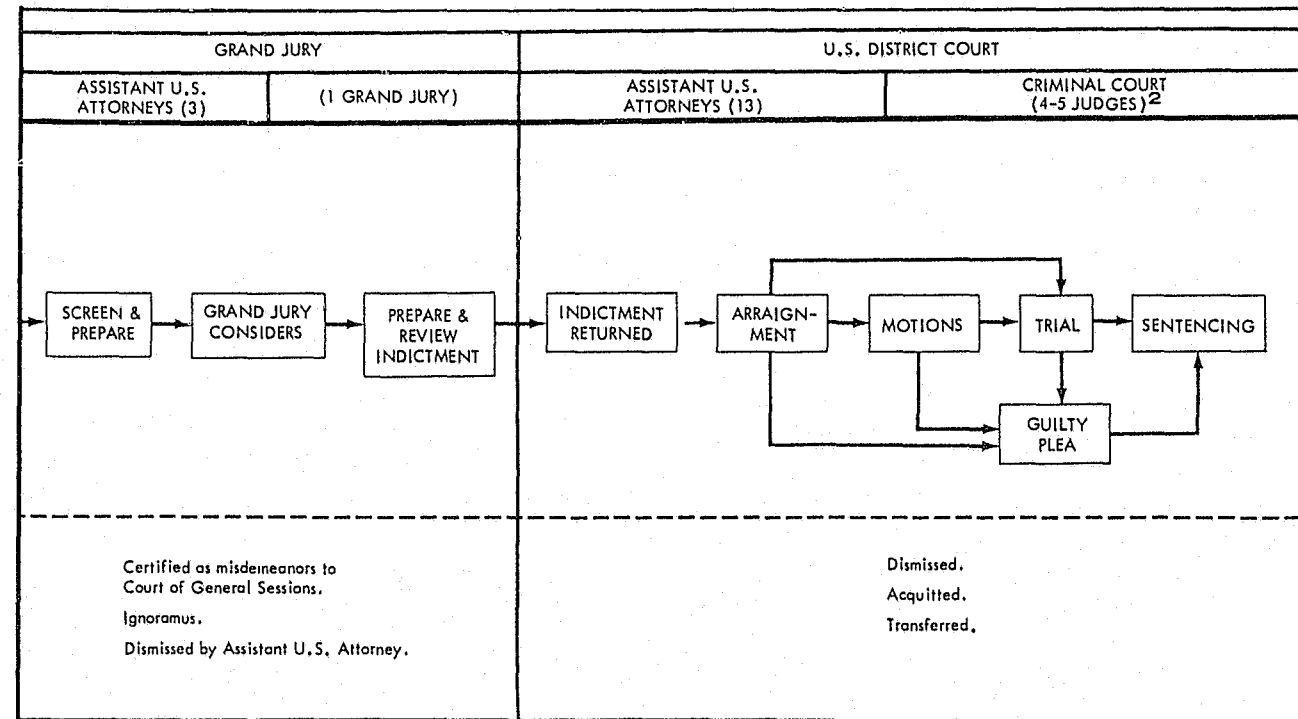 GRAND JURY
U.S. DISTRICT COURT
ASSISTANT U.S.
ATTORNEYS (3)
(1 GRAND JURY)
ASSISTANT U.S.
ATTORNEYS (13)
CRIMINAL COURT
(4-5 JUDGES)2
SCREEN &
PREPARE
GRAND JURY
CONSIDERS
PREPARE &
REVIEW
INDICTMENT
INDICTMENT
RETURNED
ARRAIGN-
MENT
MOTIONS
TRIAL
SENTENCING
GUILTY
PLEA
Certified as misdemeanors to
Court of General Sessions.
Ignoramus.
Dismissed by Assistant U.S. Attorney.
Dismissed.
Acquitted.
Transferred.